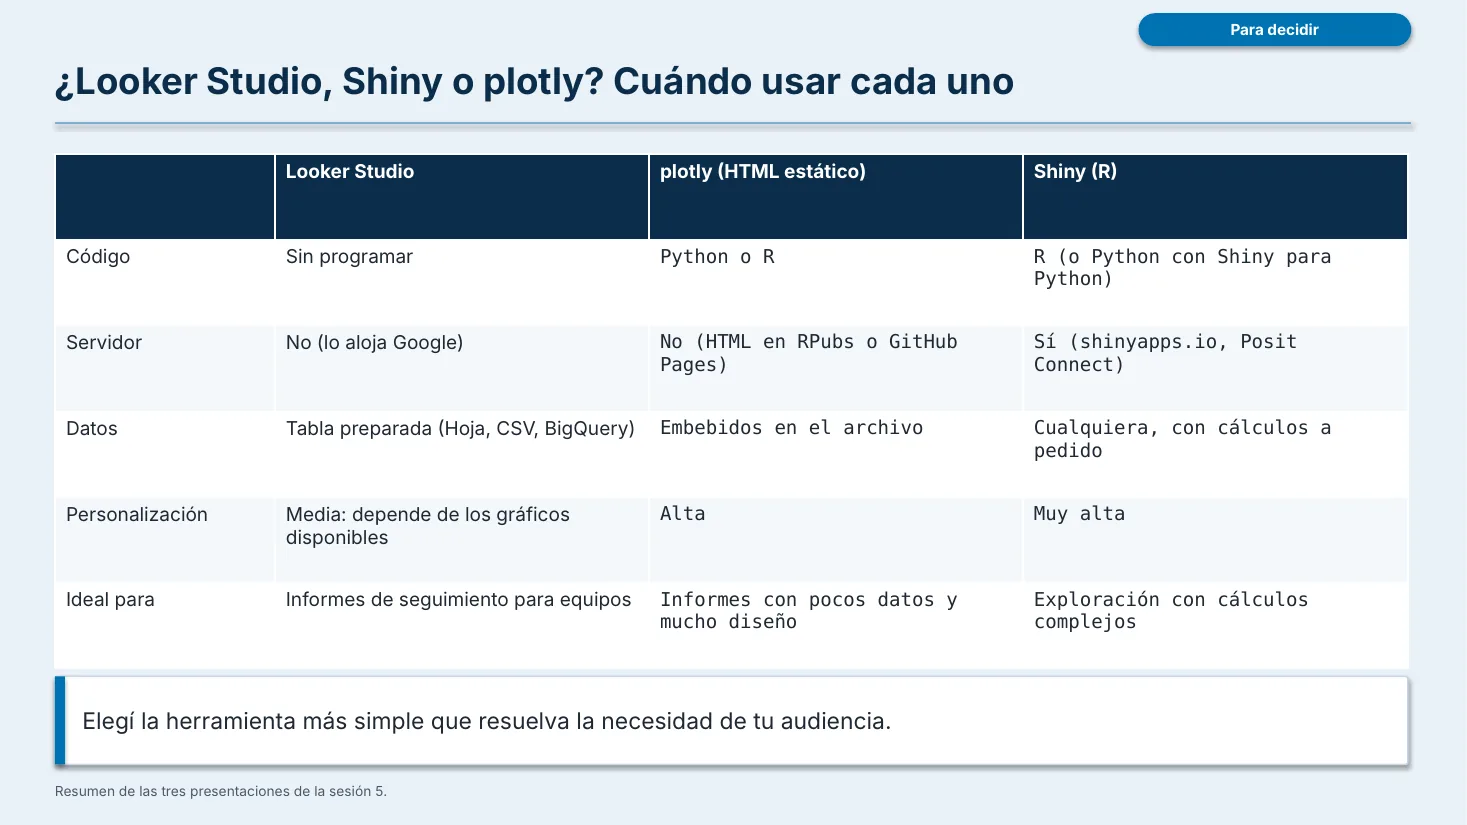 Para decidir
¿Looker Studio, Shiny o plotly? Cuándo usar cada uno
Looker Studio
plotly (HTML estático)
Shiny (R)
Código
Sin programar
Python o R
R (o Python con Shiny para
Python)
Servidor
No (lo aloja Google)
No (HTML en RPubs o GitHub
Pages)
Sí (shinyapps.io, Posit
Connect)
Datos
Tabla preparada (Hoja, CSV, BigQuery)
Embebidos en el archivo
Cualquiera, con cálculos a
pedido
Personalización
Media: depende de los gráficos
disponibles
Alta
Muy alta
Ideal para
Informes de seguimiento para equipos
Informes con pocos datos y
mucho diseño
Exploración con cálculos
complejos
Elegí la herramienta más simple que resuelva la necesidad de tu audiencia.
Resumen de las tres presentaciones de la sesión 5.